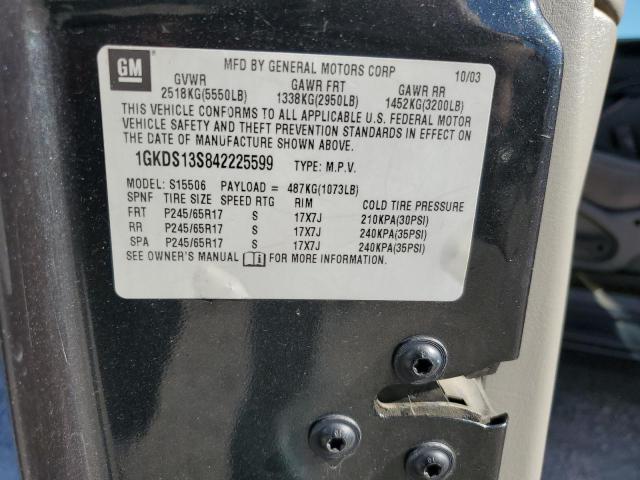 GM
MFD BY GENERAL MOTORS CORP 10/03
GVWR GAWR FRT GAWR RR
2518KG(5550LB) 1338KG(2950LB) 1452KG(3200LB)
THIS VEHICLE CONFORMS TO ALL APPLICABLE U.S. FEDERAL MOTOR
VEHICLE SAFETY AND THEFT PREVENTION STANDARDS IN EFFECT ON
THE DATE OF MANUFACTURE SHOWN ABOVE.
1GKDS13S842225599 TYPE: M.P.V.
MODEL: S15506 PAYLOAD = 487KG(1073LB)
SPNF TIRE SIZE SPEED RTG RIM COLD TIRE PRESSURE
FRT P245/65R17 S 17X7J 210KPA(30PSI)
RR P245/65R17 S 17X7J 240KPA(35PSI)
SPA P245/65R17 S 17X7J 240KPA(35PSI)
SEE OWNER'S MANUAL FOR MORE INFORMATION.